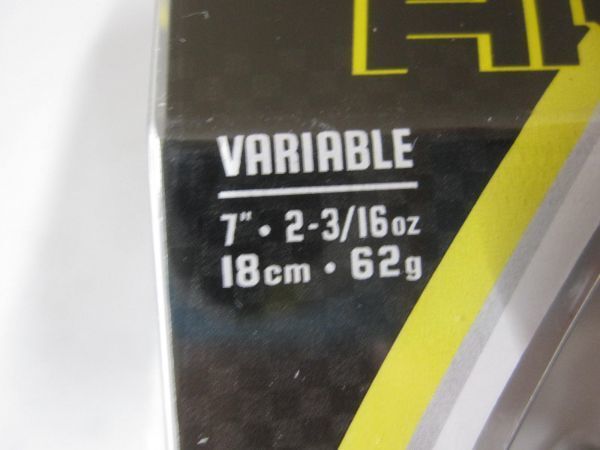 VARIABLE
7" • 2-3/16oz
18cm • 62g